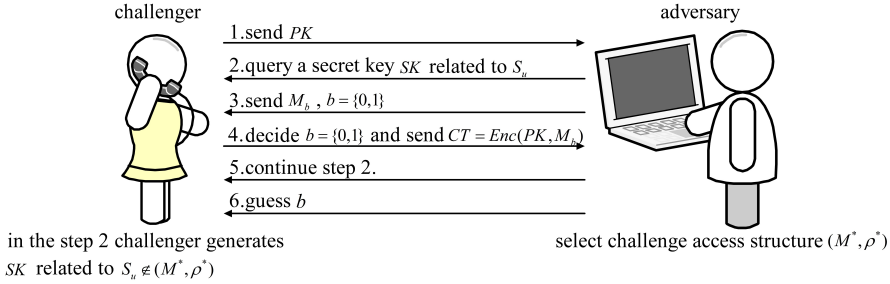 challenger
adversary
1.send PK
2.query a secret key SK related to S_u
3.send M_b , b = {0,1}
4.decide b = {0,1} and send CT = Enc(PK, M_b)
5.continue step 2.
6.guess b
in the step 2 challenger generates
SK related to S_u ∉ (M*, ρ*)
select challenge access structure (M*, ρ*)